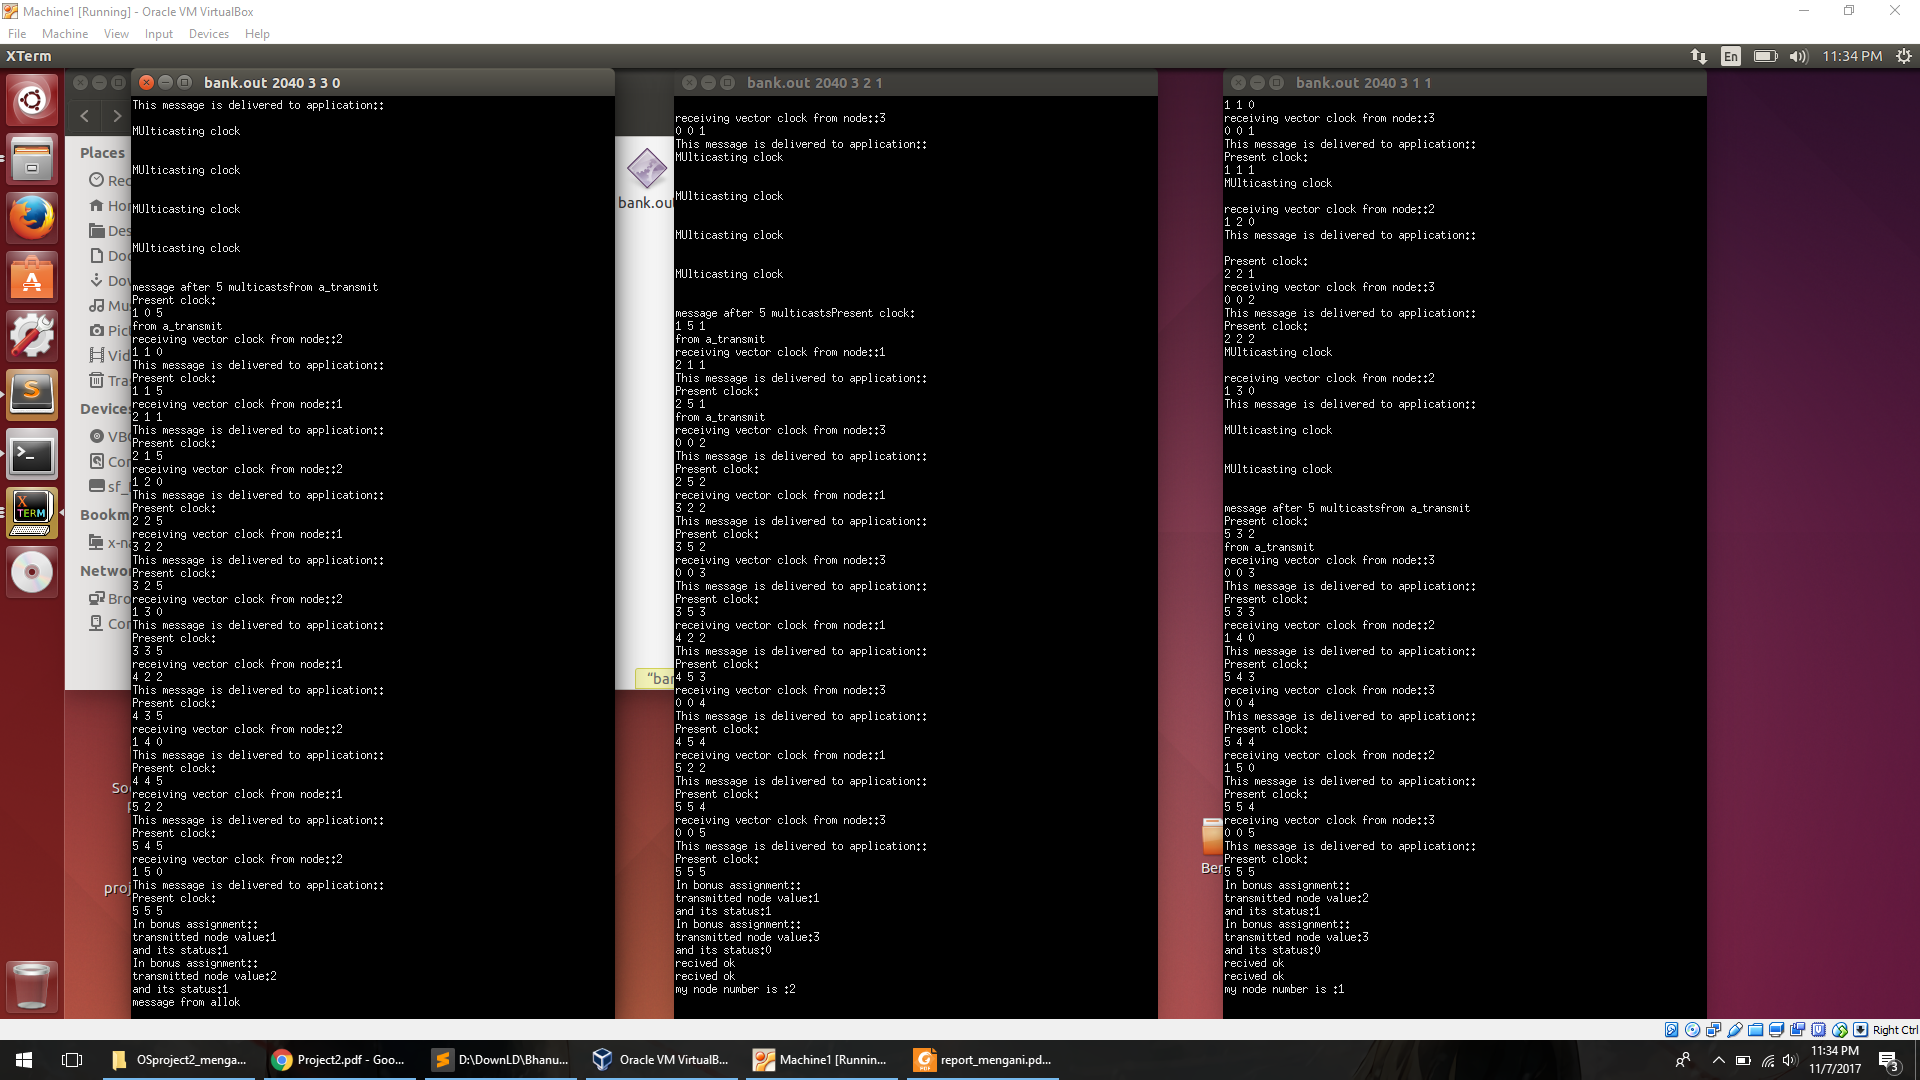 Machine1 [Running] - Oracle VM VirtualBox
File Machine View Input Devices Help
XTerm
En
11:34 PM
Places
Rec
Hor
Des
Doc
Dov
Mus
Pic
Vid
Tra
Devices
VB
Cor
sf_
Bookm
x-na
Networ
Bro
Cor
bank.ou
"bar
So
proj
Ber
bank.out 2040 3 3 0
This message is delivered to application::
MUlticasting clock
MUlticasting clock
MUlticasting clock
MUlticasting clock
message after 5 multicastsfrom a_transmit
Present clock:
1 0 5
from a_transmit
receiving vector clock from node::2
1 1 0
This message is delivered to application::
Present clock:
1 1 5
receiving vector clock from node::1
2 1 1
This message is delivered to application::
Present clock:
2 1 5
receiving vector clock from node::2
1 2 0
This message is delivered to application::
Present clock:
2 2 5
receiving vector clock from node::1
3 2 2
This message is delivered to application::
Present clock:
3 2 5
receiving vector clock from node::2
1 3 0
This message is delivered to application::
Present clock:
3 3 5
receiving vector clock from node::1
4 2 2
This message is delivered to application::
Present clock:
4 3 5
receiving vector clock from node::2
1 4 0
This message is delivered to application::
Present clock:
4 4 5
receiving vector clock from node::1
5 2 2
This message is delivered to application::
Present clock:
5 4 5
receiving vector clock from node::2
1 5 0
This message is delivered to application::
Present clock:
5 5 5
In bonus assignment::
transmitted node value:1
and its status:1
In bonus assignment::
transmitted node value:2
and its status:1
message from allok
bank.out 2040 3 2 1
receiving vector clock from node::3
0 0 1
This message is delivered to application::
MUlticasting clock
MUlticasting clock
MUlticasting clock
MUlticasting clock
message after 5 multicastsPresent clock:
1 5 1
from a_transmit
receiving vector clock from node::1
2 1 1
This message is delivered to application::
Present clock:
2 5 1
from a_transmit
receiving vector clock from node::3
0 0 2
This message is delivered to application::
Present clock:
2 5 2
receiving vector clock from node::1
3 2 2
This message is delivered to application::
Present clock:
3 5 2
receiving vector clock from node::3
0 0 3
This message is delivered to application::
Present clock:
3 5 3
receiving vector clock from node::1
4 2 2
This message is delivered to application::
Present clock:
4 5 3
receiving vector clock from node::3
0 0 4
This message is delivered to application::
Present clock:
4 5 4
receiving vector clock from node::1
5 2 2
This message is delivered to application::
Present clock:
5 5 4
receiving vector clock from node::3
0 0 5
This message is delivered to application::
Present clock:
5 5 5
In bonus assignment::
transmitted node value:1
and its status:1
In bonus assignment::
transmitted node value:3
and its status:0
recived ok
recived ok
my node number is :2
bank.out 2040 3 1 1
1 1 0
receiving vector clock from node::3
0 0 1
This message is delivered to application::
Present clock:
1 1 1
MUlticasting clock
receiving vector clock from node::2
1 2 0
This message is delivered to application::
Present clock:
2 2 1
receiving vector clock from node::3
0 0 2
This message is delivered to application::
Present clock:
2 2 2
MUlticasting clock
receiving vector clock from node::2
1 3 0
This message is delivered to application::
MUlticasting clock
MUlticasting clock
message after 5 multicastsfrom a_transmit
Present clock:
5 3 2
from a_transmit
receiving vector clock from node::3
0 0 3
This message is delivered to application::
Present clock:
5 3 3
receiving vector clock from node::2
1 4 0
This message is delivered to application::
Present clock:
5 4 3
receiving vector clock from node::3
0 0 4
This message is delivered to application::
Present clock:
5 4 4
receiving vector clock from node::2
1 5 0
This message is delivered to application::
Present clock:
5 5 4
receiving vector clock from node::3
0 0 5
This message is delivered to application::
Present clock:
5 5 5
In bonus assignment::
transmitted node value:2
and its status:1
In bonus assignment::
transmitted node value:3
and its status:0
recived ok
recived ok
my node number is :1
Right Ctrl
OSproject2_menga...
Project2.pdf - Goo...
D:\DownLD\Bhanu...
Oracle VM VirtualB...
Machine1 [Runnin...
report_mengani.pd...
11:34 PM
11/7/2017
3